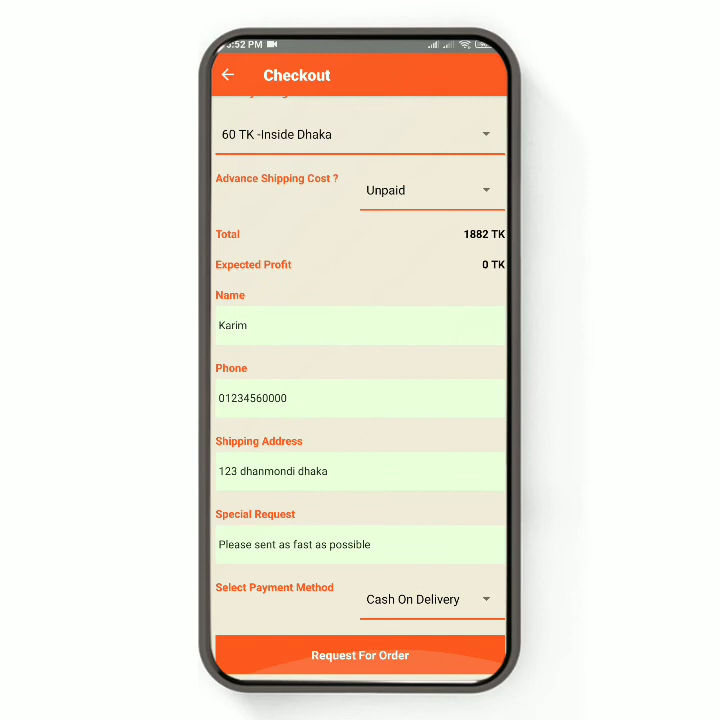 :52 PM
Checkout
60 TK -Inside Dhaka
Advance Shipping Cost ?
Unpaid
Total
1882 TK
Expected Profit
0 TK
Name
Karim
Phone
01234560000
Shipping Address
123 dhanmondi dhaka
Special Request
Please sent as fast as possible
Select Payment Method
Cash On Delivery
Request For Order